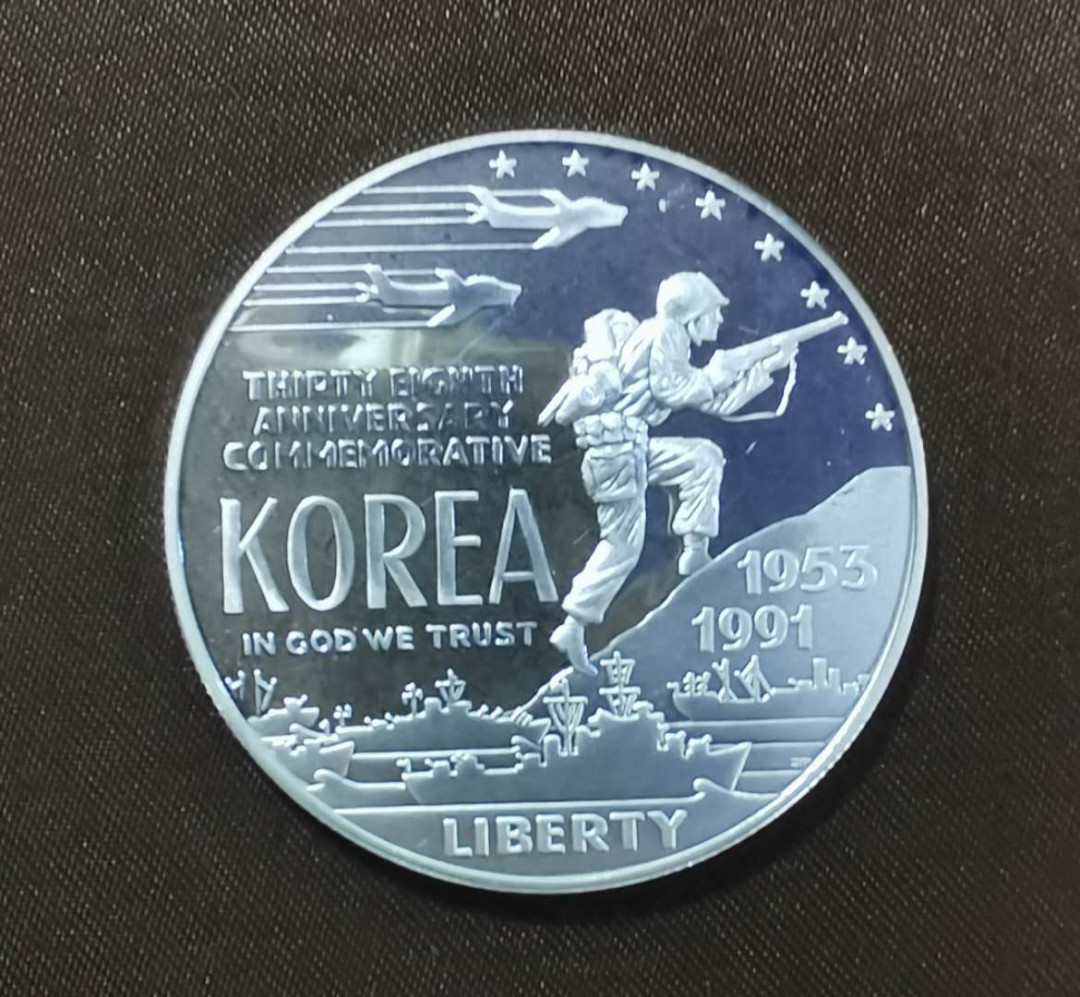 THIRTY EIGHTH
ANNIVERSARY
COMMEMORATIVE
KOREA
IN GOD WE TRUST
1953
1991
LIBERTY